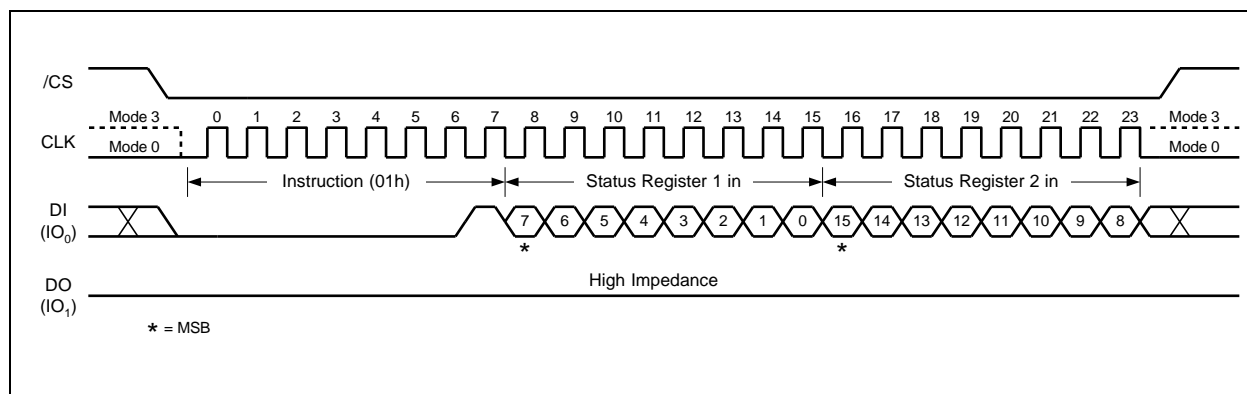 /CS
Mode 3 0 1 2 3 4 5 6 7 8 9 10 11 12 13 14 15 16 17 18 19 20 21 22 23 Mode 3
CLK
Mode 0 Mode 0
Instruction (01h) Status Register 1 in Status Register 2 in
DI
(IO₀)
7 6 5 4 3 2 1 0 15 14 13 12 11 10 9 8
* *
High Impedance
DO
(IO₁)
* = MSB